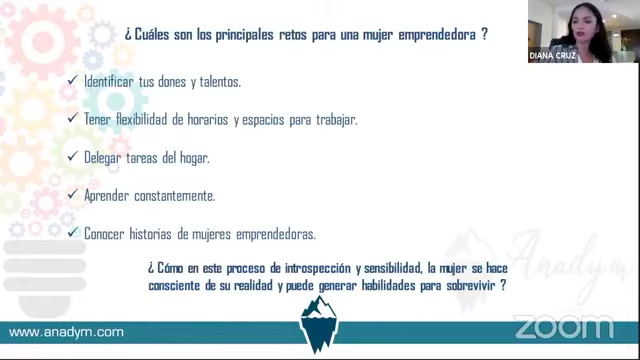 ¿ Cuáles son los principales retos para una mujer emprendedora ?
DIANA CRUZ
✓ Identificar tus dones y talentos.
✓ Tener flexibilidad de horarios y espacios para trabajar.
✓ Delegar tareas del hogar.
✓ Aprender constantemente.
✓ Conocer historias de mujeres emprendedoras.
Anadym
¿ Cómo en este proceso de introspección y sensibilidad, la mujer se hace
consciente de su realidad y puede generar habilidades para sobrevivir ?
www.anadym.com
zoom